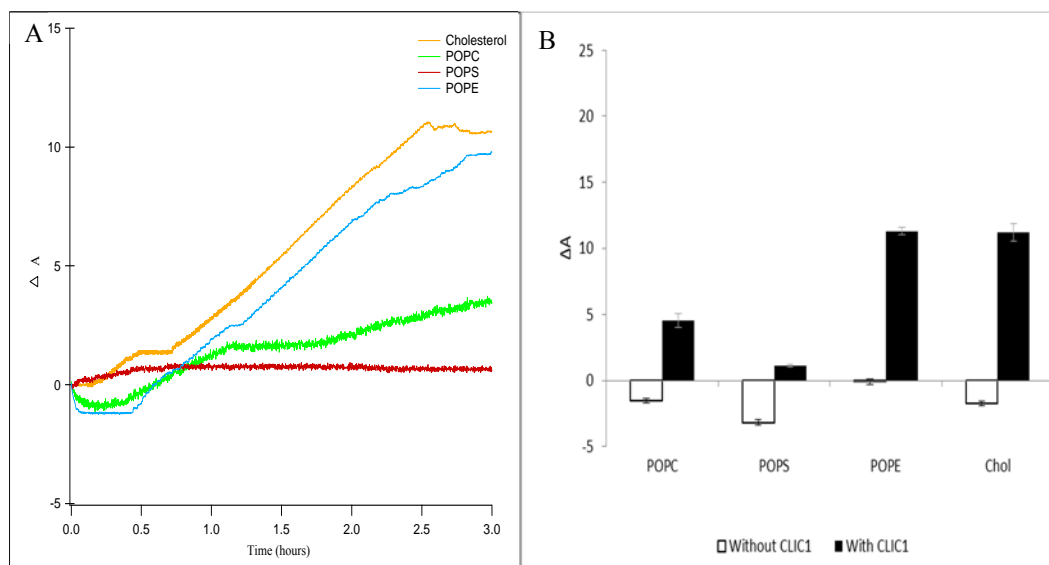 A
15
10
5
0
-5
Δ A
Cholesterol
POPC
POPS
POPE
0.0 0.5 1.0 1.5 2.0 2.5 3.0
Time (hours)
B
25
20
15
10
5
0
-5
ΔA
POPC POPS POPE Chol
Without CLIC1 With CLIC1